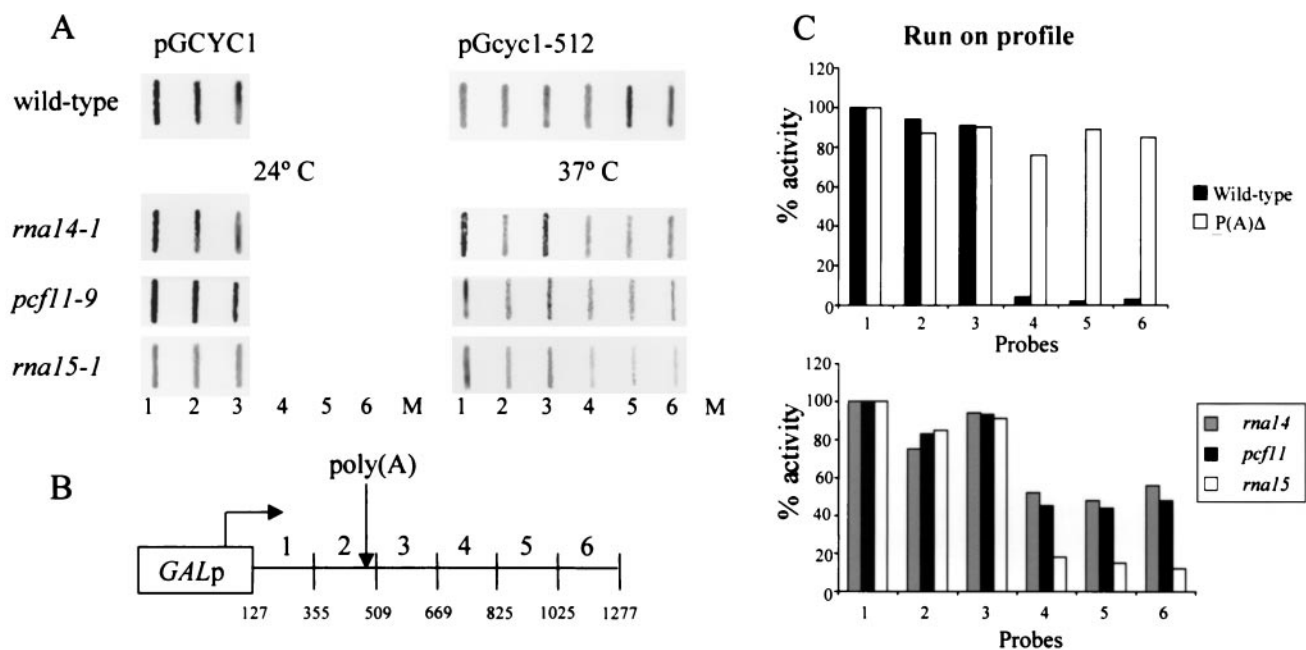 A
pGCYC1
pGcyc1-512
wild-type
24° C
37° C
rna14-1
pcf11-9
rna15-1
1 2 3 4 5 6 M
1 2 3 4 5 6 M
B
poly(A)
GALp
1 2 3 4 5 6
127 355 509 669 825 1025 1277
C
Run on profile
% activity
120
100
80
60
40
20
0
1 2 3 4 5 6
Probes
Wild-type
P(A)Δ
% activity
120
100
80
60
40
20
0
1 2 3 4 5 6
Probes
rna14
pcf11
rna15